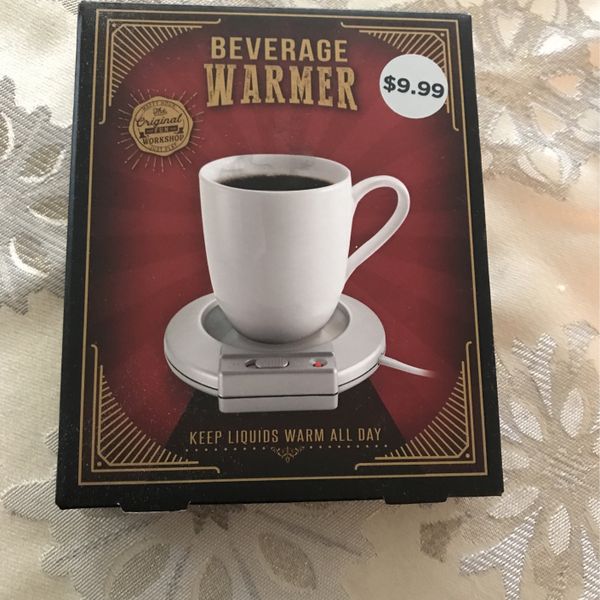 BEVERAGE
WARMER
$9.99
The
Original
FUN
WORKSHOP
KEEP LIQUIDS WARM ALL DAY